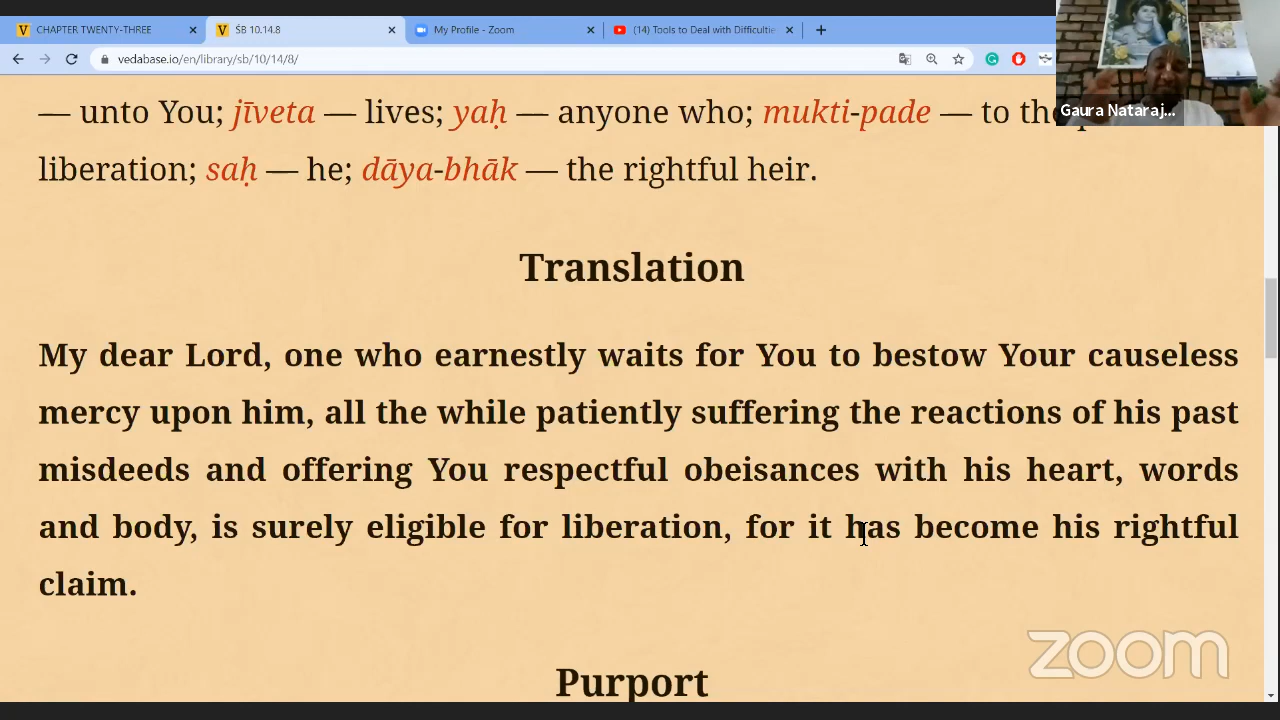 CHAPTER TWENTY-THREE
ŚB 10.14.8
My Profile - Zoom
(14) Tools to Deal with Difficultie
vedabase.io/en/library/sb/10/14/8/
Gaura Nataraj...
— unto You; jīveta — lives; yaḥ — anyone who; mukti-pade — to the
liberation; saḥ — he; dāya-bhāk — the rightful heir.
Translation
My dear Lord, one who earnestly waits for You to bestow Your causeless
mercy upon him, all the while patiently suffering the reactions of his past
misdeeds and offering You respectful obeisances with his heart, words
and body, is surely eligible for liberation, for it has become his rightful
claim.
Purport
zoom